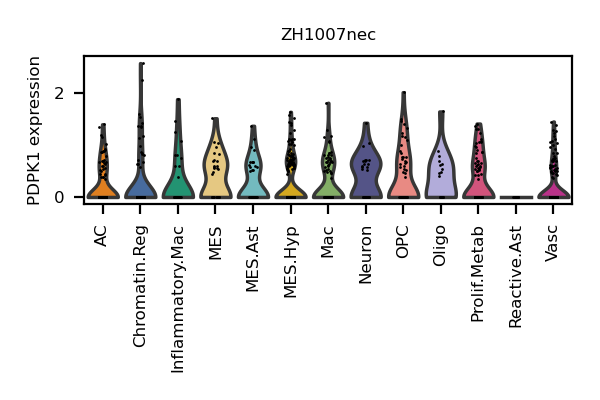 ZH1007nec
PDPK1 expression
2
0
AC
Chromatin.Reg
Inflammatory.Mac
MES
MES.Ast
MES.Hyp
Mac
Neuron
OPC
Oligo
Prolif.Metab
Reactive.Ast
Vasc